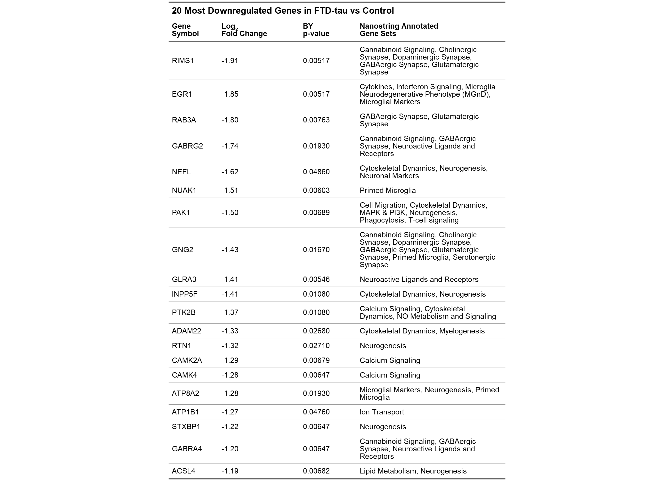 20 Most Downregulated Genes in FTD-tau vs Control
Gene Symbol Log2 Fold Change BY p-value Nanostring Annotated Gene Sets
RIMS1 -1.91 0.00517 Cannabinoid Signaling, Cholinergic
Synapse, Dopaminergic Synapse,
GABAergic Synapse, Glutamatergic
Synapse
EGR1 1.85 0.00517 Cytokines, Interferon Signaling, Microglia
Neurodegenerative Phenotype (MGnD),
Microglial Markers
RAB3A -1.80 0.00763 GABAergic Synapse, Glutamatergic
Synapse
GABRG2 -1.74 0.01930 Cannabinoid Signaling, GABAergic
Synapse, Neuroactive Ligands and
Receptors
NEFL -1.62 0.04860 Cytoskeletal Dynamics, Neurogenesis,
Neuronal Markers
NUAK1 1.51 0.00603 Primed Microglia
PAK1 -1.50 0.00689 Cell Migration, Cytoskeletal Dynamics,
MAPK & PI3K, Neurogenesis,
Phagocytosis, T-cell signaling
GNG2 -1.43 0.01670 Cannabinoid Signaling, Cholinergic
Synapse, Dopaminergic Synapse,
GABAergic Synapse, Glutamatergic
Synapse, Primed Microglia, Serotonergic
Synapse
GLRA3 1.41 0.00546 Neuroactive Ligands and Receptors
INPP5F -1.41 0.01080 Cytoskeletal Dynamics, Neurogenesis
PTK2B 1.37 0.01080 Calcium Signaling, Cytoskeletal
Dynamics, NO Metabolism and Signaling
ADAM22 -1.33 0.02680 Cytoskeletal Dynamics, Myelogenesis
RTN1 -1.32 0.02710 Neurogenesis
CAMK2A 1.29 0.00679 Calcium Signaling
CAMK4 -1.28 0.00647 Calcium Signaling
ATP8A2 1.28 0.01930 Microglial Markers, Neurogenesis, Primed
Microglia
ATP1B1 -1.27 0.04760 Ion Transport
STXBP1 -1.22 0.00647 Neurogenesis
GABRA4 -1.20 0.00647 Cannabinoid Signaling, GABAergic
Synapse, Neuroactive Ligands and
Receptors
ACSL4 -1.19 0.00682 Lipid Metabolism, Neurogenesis